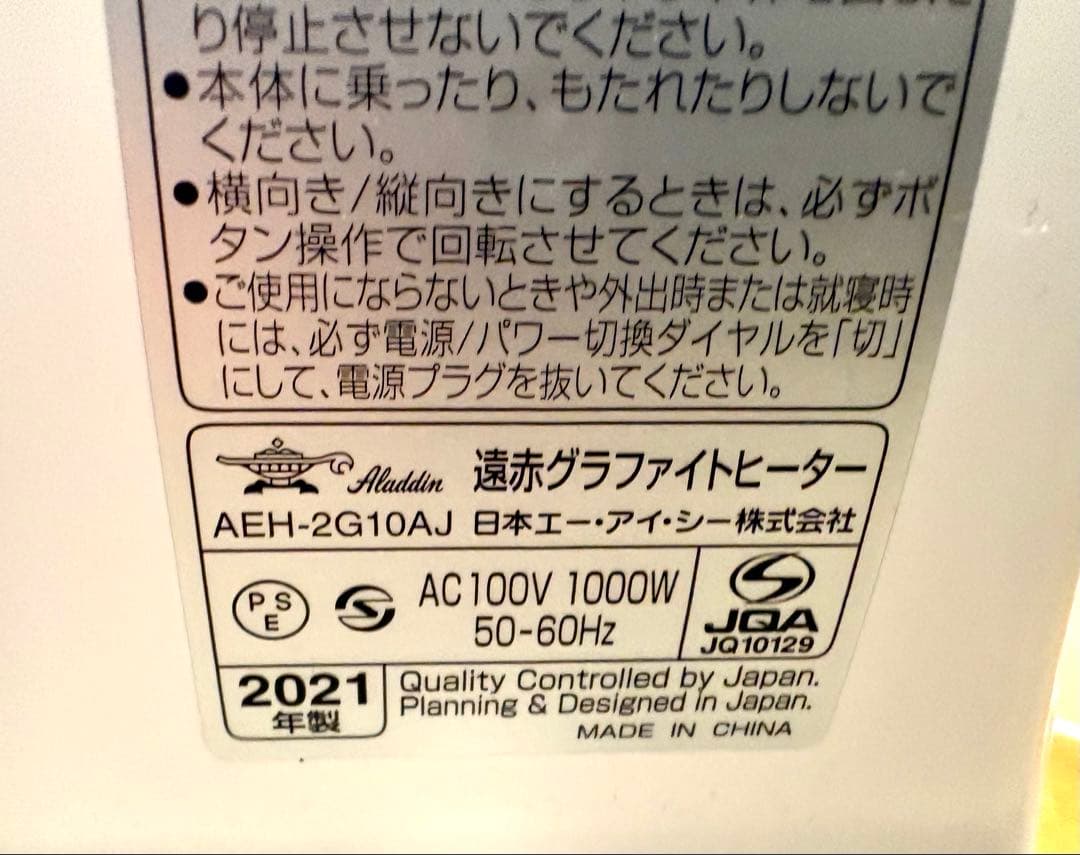 り停止させないでください。
●本体に乗ったり、もたれたりしないで
ください。
●横向き/縦向きにするときは、必ずボ
タン操作で回転させてください。
●ご使用にならないときや外出時または就寝時
には、必ず電源/パワー切換ダイヤルを「切」
にして、電源プラグを抜いてください。
Aladdin 遠赤グラファイトヒーター
AEH-2G10AJ 日本エー・アイ・シー株式会社
PSE S AC100V 1000W
50-60Hz
JQA
JQ10129
2021
年製
Quality Controlled by Japan.
Planning & Designed in Japan.
MADE IN CHINA